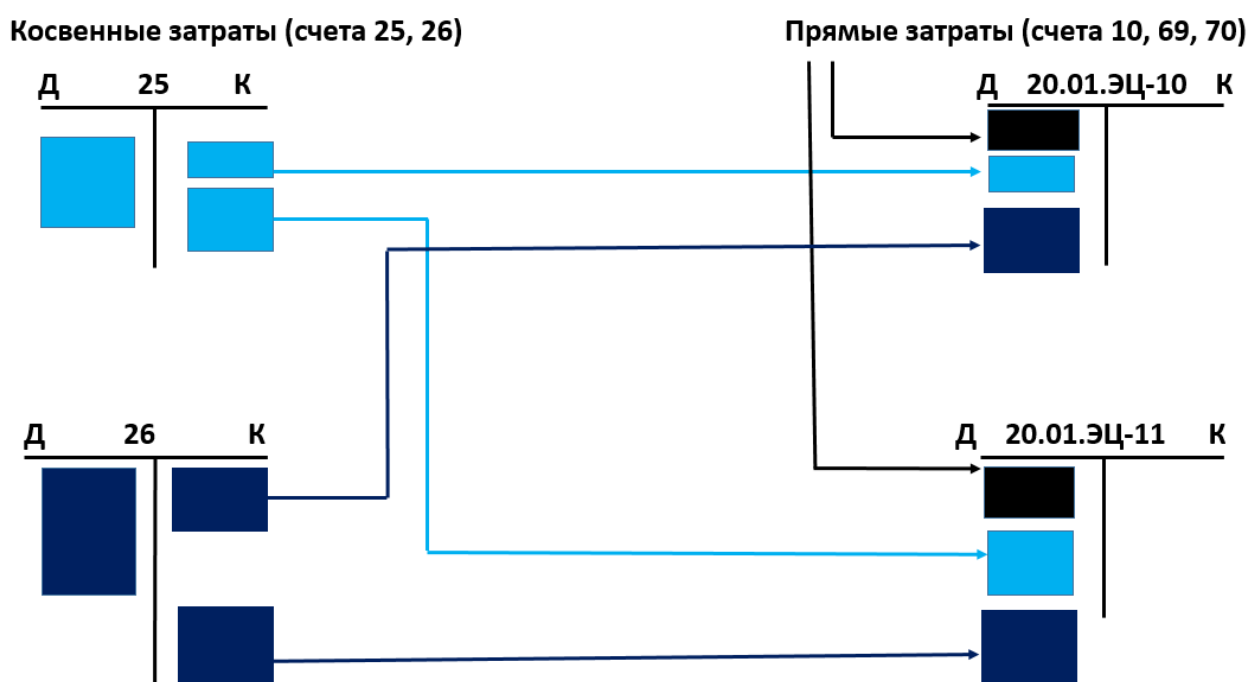 Косвенные затраты (счета 25, 26)
Прямые затраты (счета 10, 69, 70)
Д 25 К
Д 20.01.ЭЦ-10 К
Д 26 К
Д 20.01.ЭЦ-11 К